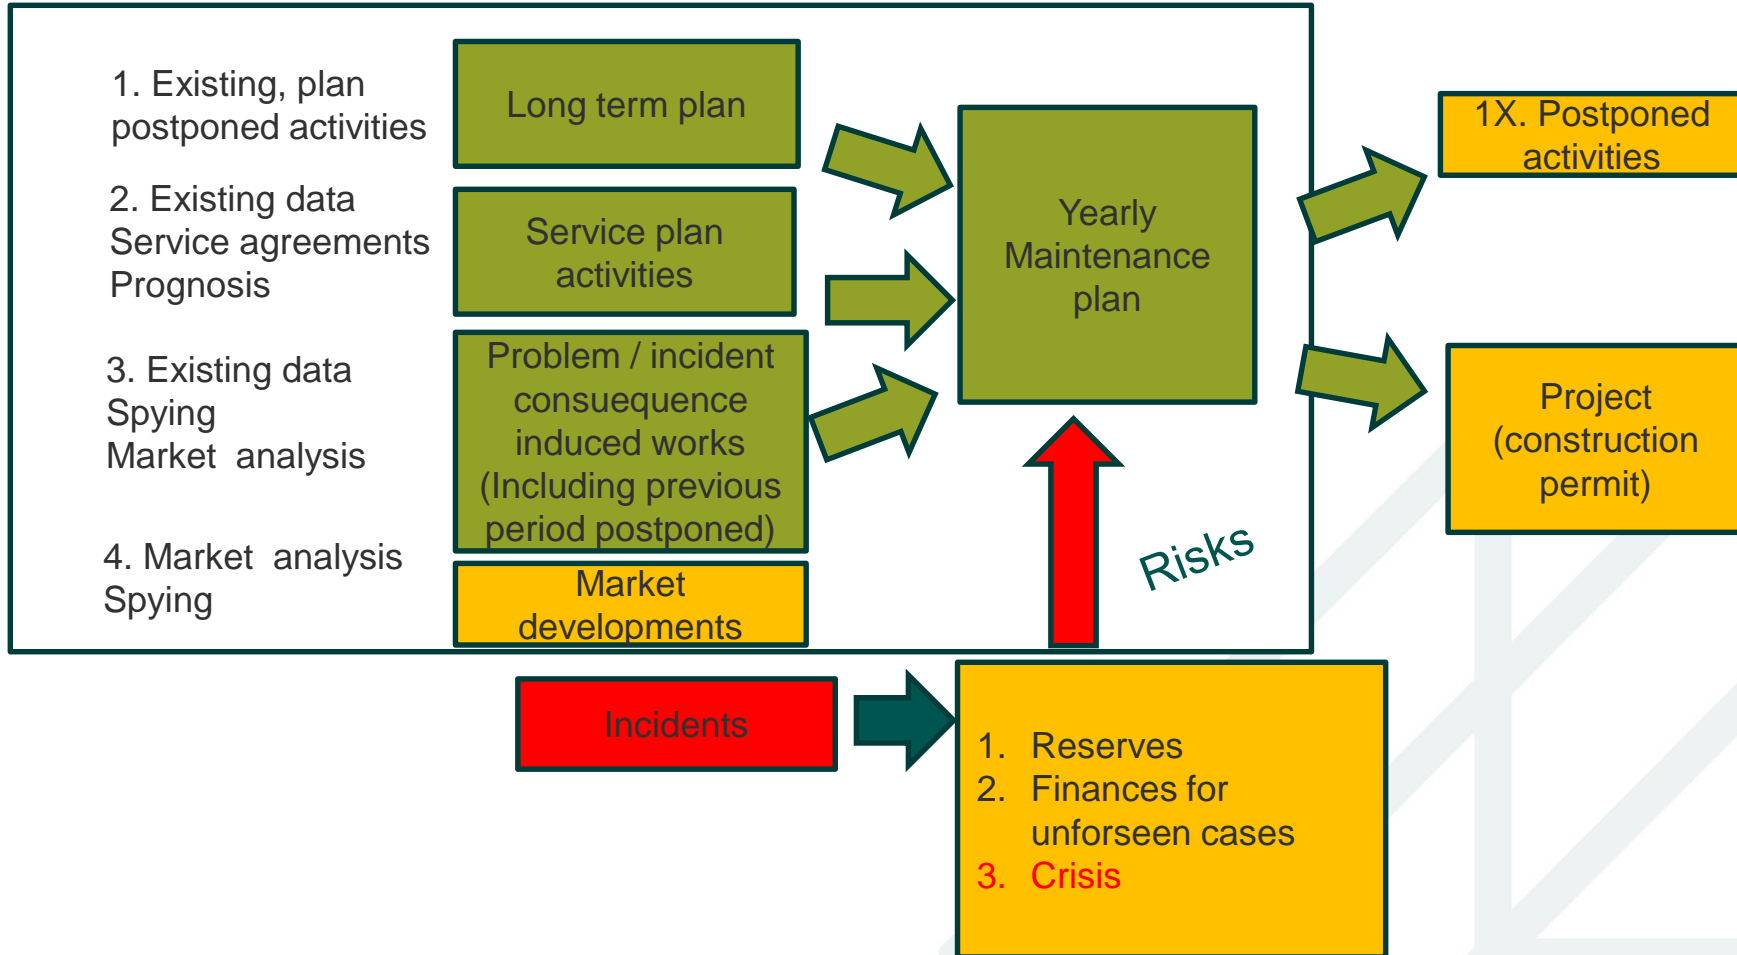 1. Existing, plan
postponed activities
Long term plan
2. Existing data
Service agreements
Prognosis
Service plan
activities
3. Existing data
Spying
Market  analysis
Problem / incident
consuequence
induced works
(Including previous
period postponed)
4. Market  analysis
Spying
Market
developments
Yearly
Maintenance
plan
Risks
1X. Postponed
activities
Project
(construction
permit)
Incidents
1. Reserves
2. Finances for
unforseen cases
3. Crisis